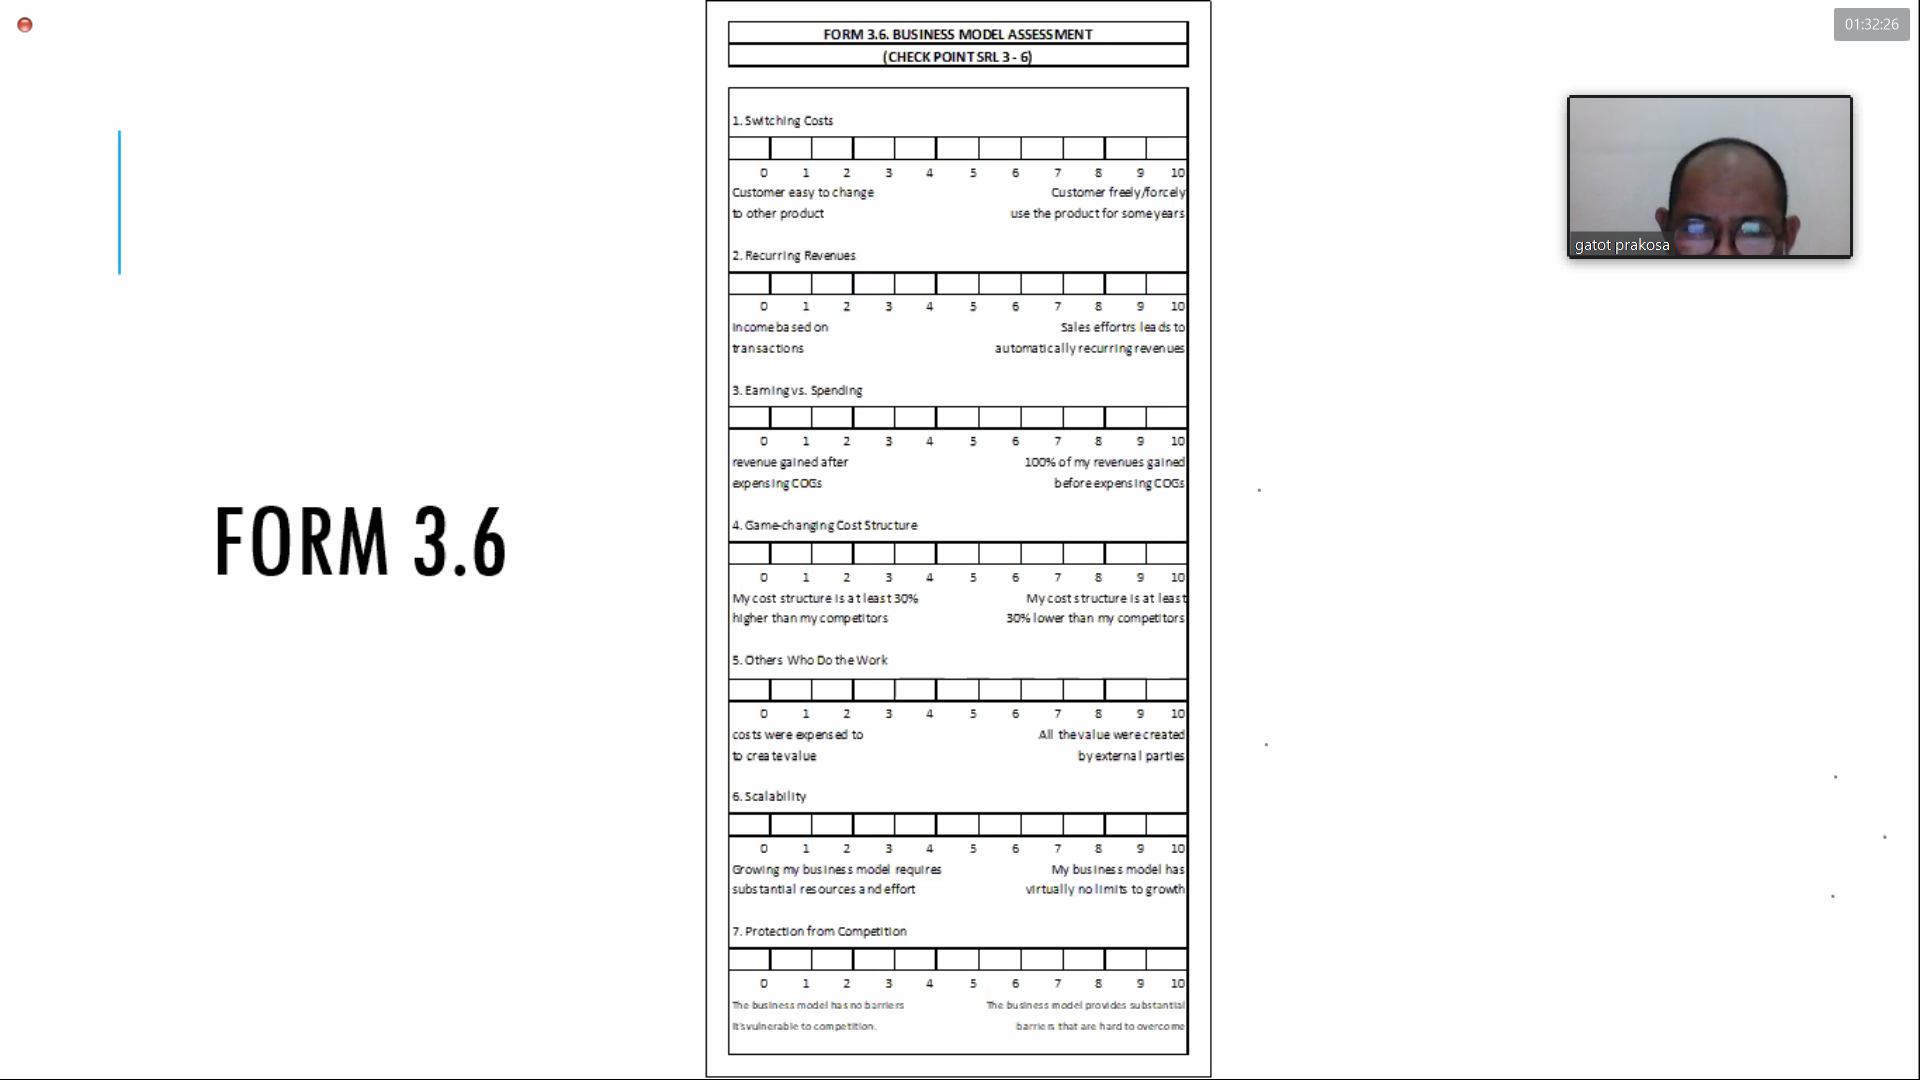 01:32:26
FORM 3.6. BUSINESS MODEL ASSESSMENT
(CHECK POINT SRL 3 - 6)
gatot prakosa
FORM 3.6
1. Switching Costs
0 1 2 3 4 5 6 7 8 9 10
Customer easy to change Customer freely/forcely
to other product use the product for some years
2. Recurring Revenues
0 1 2 3 4 5 6 7 8 9 10
Income based on Sales effortrs leads to
transactions automatically recurring revenues
3. Earning vs. Spending
0 1 2 3 4 5 6 7 8 9 10
revenue gained after 100% of my revenues gained
expensing COGs before expensing COGs
4. Game-changing Cost Structure
0 1 2 3 4 5 6 7 8 9 10
My cost structure is at least 30% My cost structure is at least
higher than my competitors 30% lower than my competitors
5. Others Who Do the Work
0 1 2 3 4 5 6 7 8 9 10
costs were expensed to All the value were created
to create value by external parties
6. Scalability
0 1 2 3 4 5 6 7 8 9 10
Growing my business model requires My business model has
substantial resources and effort virtually no limits to growth
7. Protection from Competition
0 1 2 3 4 5 6 7 8 9 10
The business model has no barriers The business model provides substantial
It's vulnerable to competition. barriers that are hard to overcome